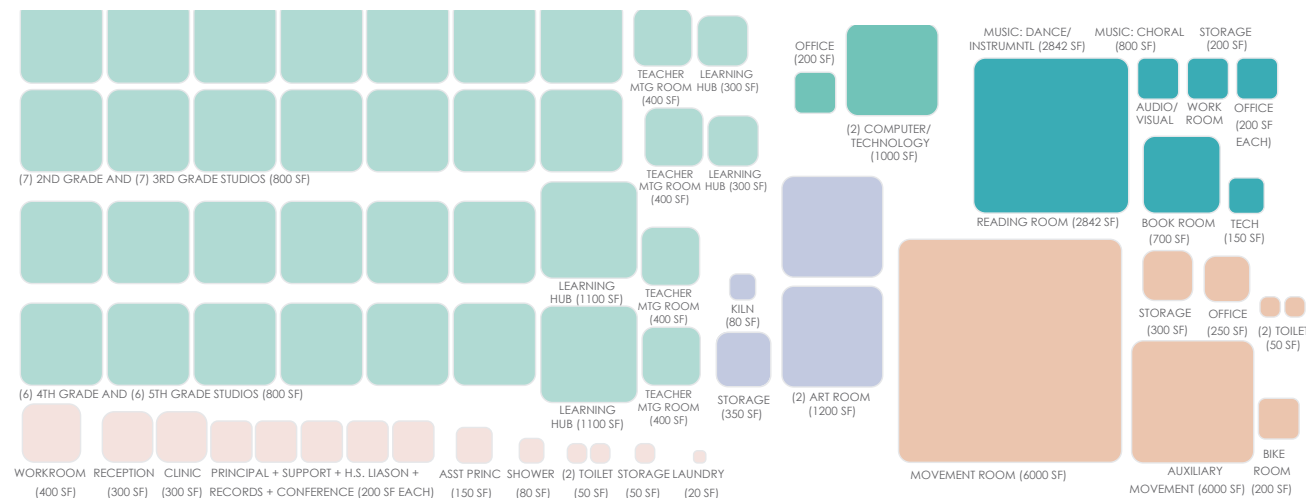 TEACHER
MTG ROOM
(400 SF)
LEARNING
HUB (300 SF)
TEACHER
MTG ROOM
(400 SF)
LEARNING
HUB (300 SF)
(7) 2ND GRADE AND (7) 3RD GRADE STUDIOS (800 SF)
LEARNING
HUB (1100 SF)
TEACHER
MTG ROOM
(400 SF)
LEARNING
HUB (1100 SF)
TEACHER
MTG ROOM
(400 SF)
(6) 4TH GRADE AND (6) 5TH GRADE STUDIOS (800 SF)
WORKROOM
(400 SF)
RECEPTION
(300 SF)
CLINIC
(300 SF)
PRINCIPAL + SUPPORT + H.S. LIASON +
RECORDS + CONFERENCE (200 SF EACH)
ASST PRINC
(150 SF)
SHOWER
(80 SF)
(2) TOILET
(50 SF)
STORAGE
(50 SF)
LAUNDRY
(20 SF)
OFFICE
(200 SF)
(2) COMPUTER/
TECHNOLOGY
(1000 SF)
KILN
(80 SF)
STORAGE
(350 SF)
(2) ART ROOM
(1200 SF)
MUSIC: DANCE/
INSTRUMNTL (2842 SF)
MUSIC: CHORAL
(800 SF)
STORAGE
(200 SF)
AUDIO/
VISUAL
WORK
ROOM
OFFICE
(200 SF
EACH)
READING ROOM (2842 SF)
BOOK ROOM
(700 SF)
TECH
(150 SF)
STORAGE
(300 SF)
OFFICE
(250 SF)
(2) TOILET
(50 SF)
MOVEMENT ROOM (6000 SF)
AUXILIARY
MOVEMENT (6000 SF)
BIKE
ROOM
(200 SF)